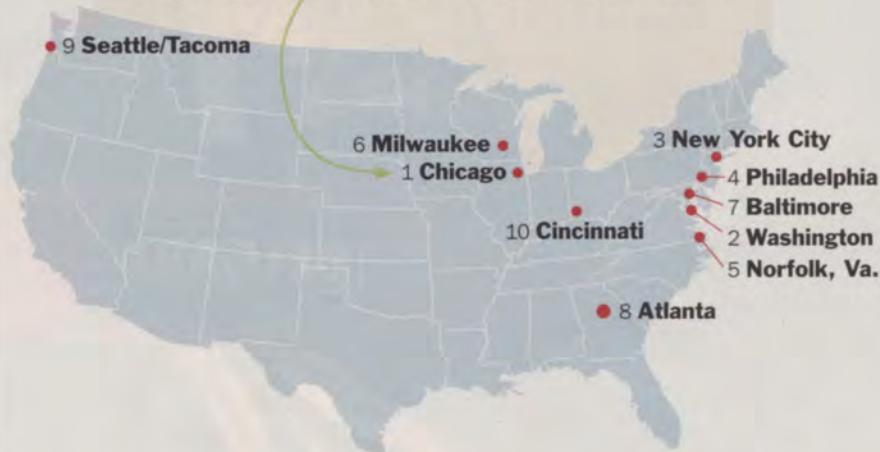 9 Seattle/Tacoma
3 New York City
6 Milwaukee
1 Chicago
4 Philadelphia
7 Baltimore
10 Cincinnati
2 Washington
5 Norfolk, Va.
8 Atlanta